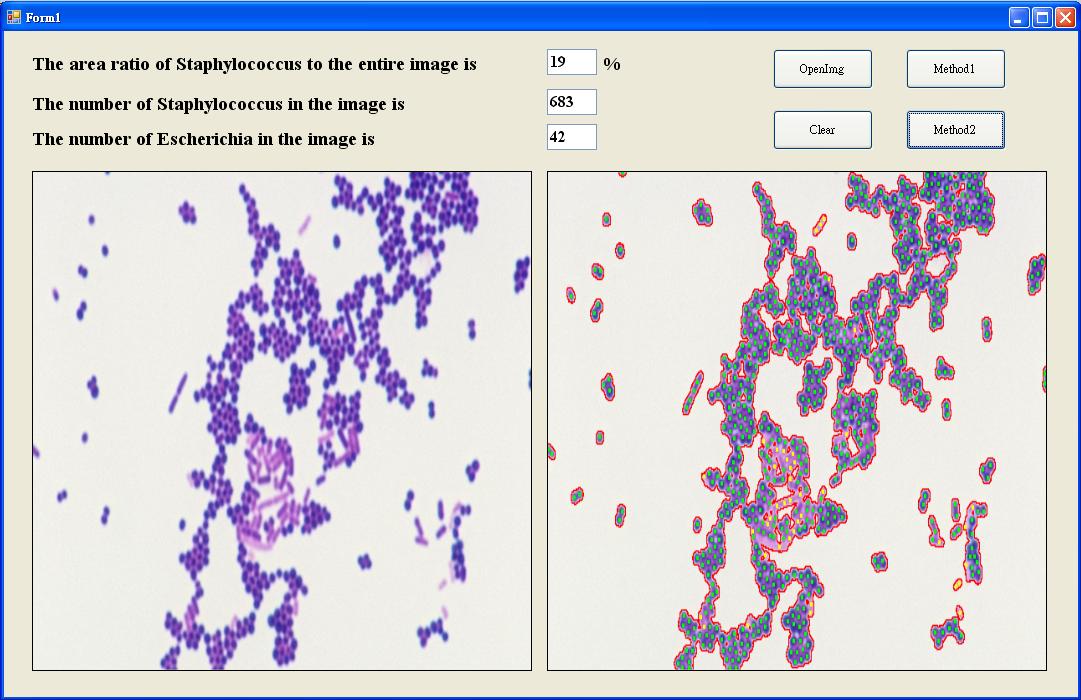 Form1
The area ratio of Staphylococcus to the entire image is 19 %
OpenImg Method1
The number of Staphylococcus in the image is 683
Clear Method2
The number of Escherichia in the image is 42